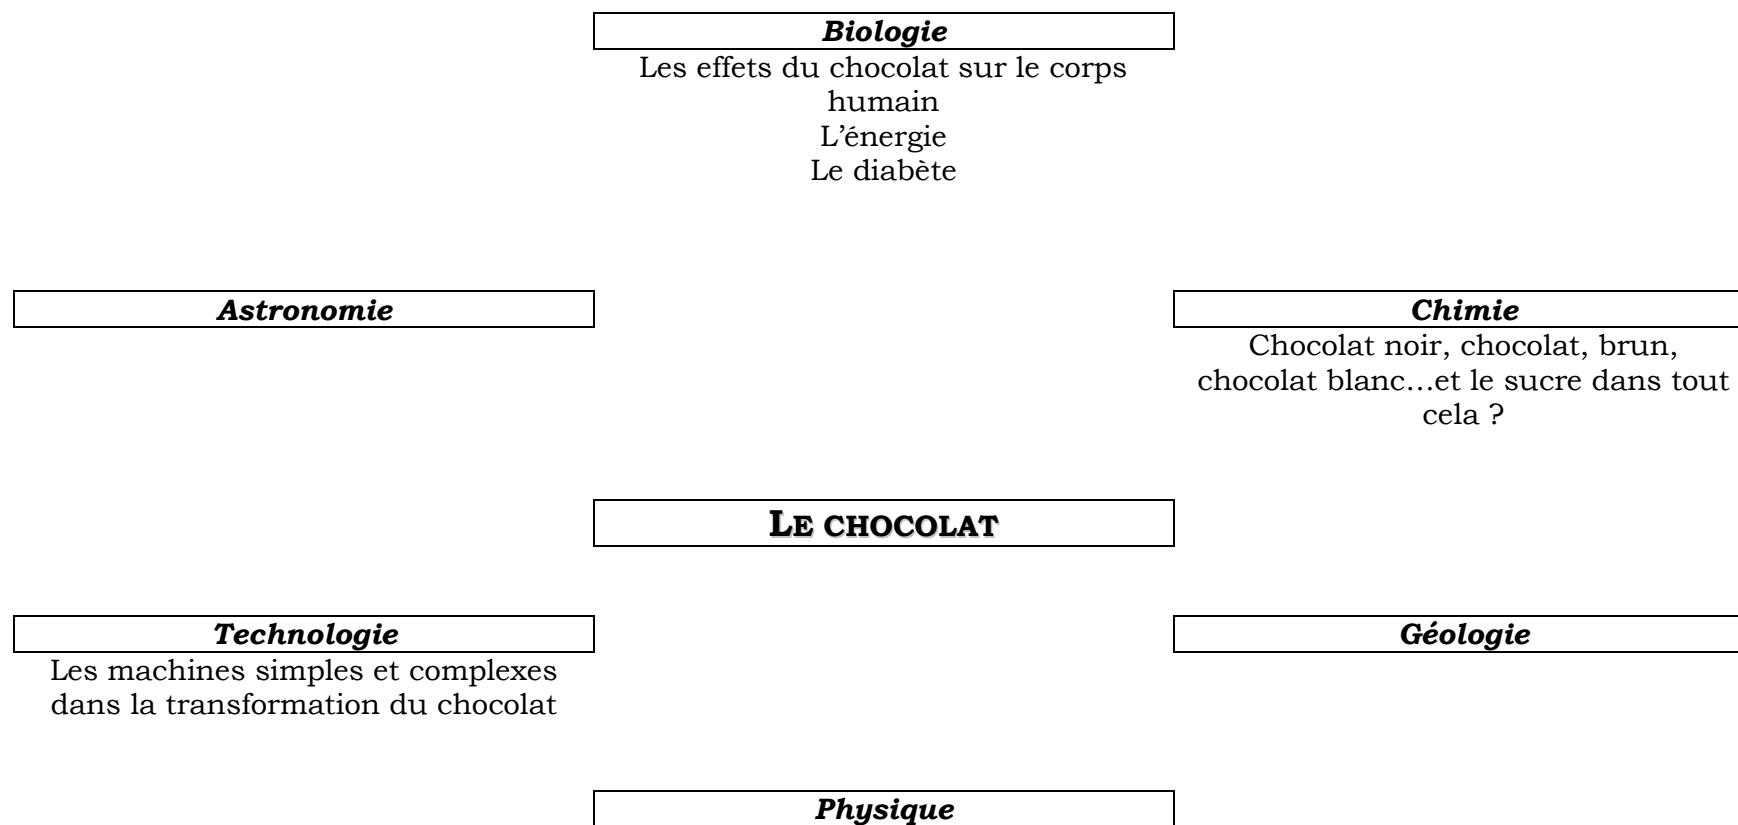 Biologie
Les effets du chocolat sur le corps
humain
L’énergie
Le diabète
Astronomie
Chimie
Chocolat noir, chocolat, brun,
chocolat blanc…et le sucre dans tout
cela ?
LE CHOCOLAT
Technologie
Les machines simples et complexes
dans la transformation du chocolat
Géologie
Physique